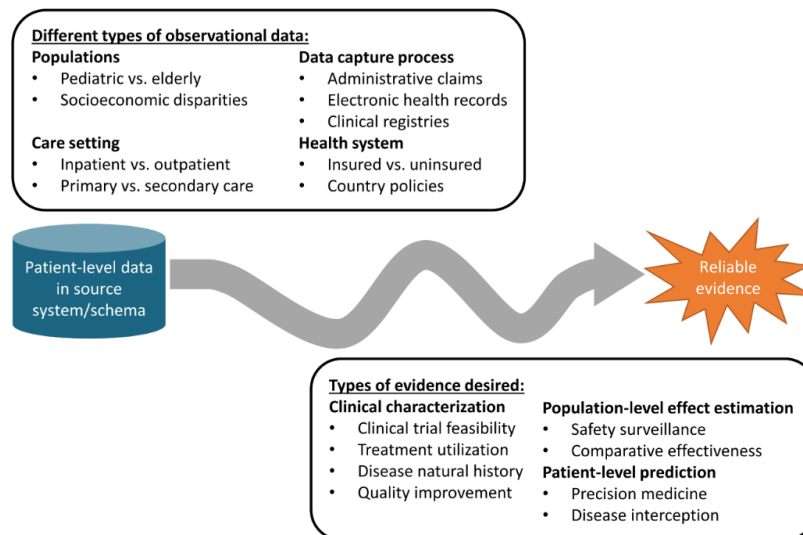 Different types of observational data:
Populations
• Pediatric vs. elderly
• Socioeconomic disparities
Data capture process
• Administrative claims
• Electronic health records
• Clinical registries
Care setting
• Inpatient vs. outpatient
• Primary vs. secondary care
Health system
• Insured vs. uninsured
• Country policies
Patient-level data
in source
system/schema
Reliable
evidence
Types of evidence desired:
Clinical characterization
• Clinical trial feasibility
• Treatment utilization
• Disease natural history
• Quality improvement
Population-level effect estimation
• Safety surveillance
• Comparative effectiveness
Patient-level prediction
• Precision medicine
• Disease interception